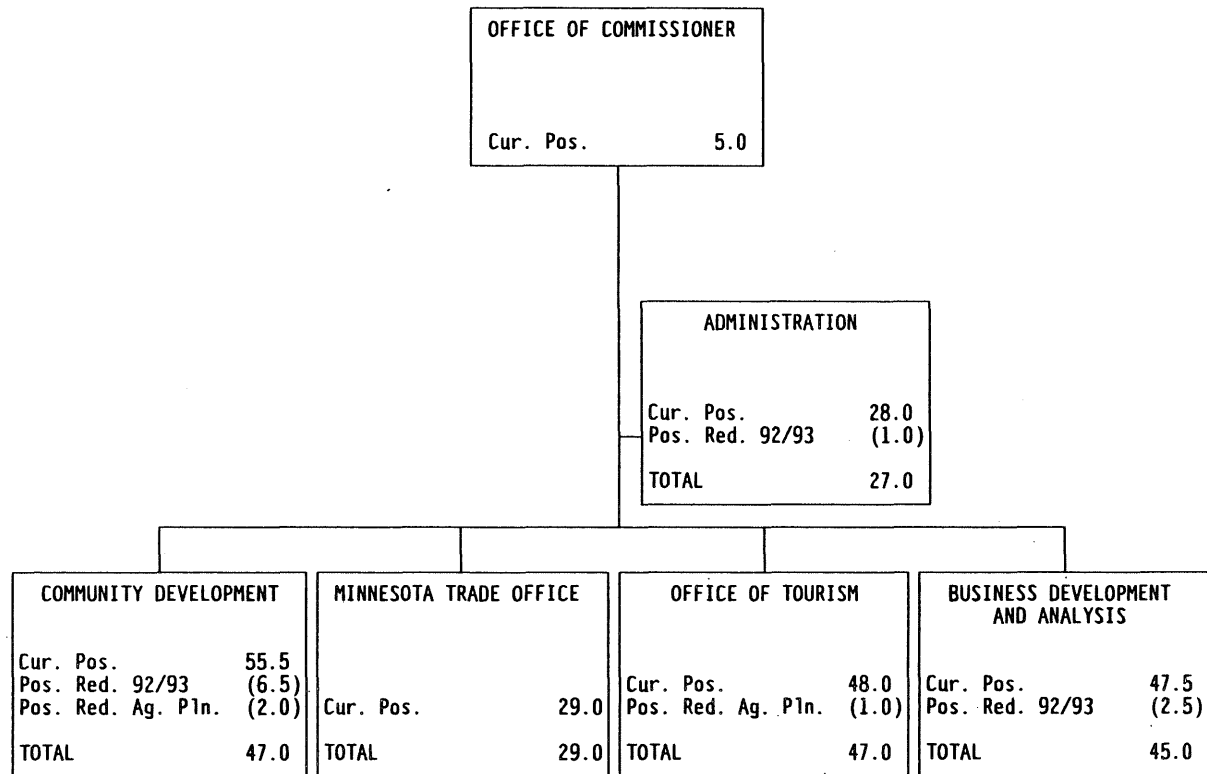 OFFICE OF COMMISSIONER
Cur. Pos. 5.0
ADMINISTRATION
Cur. Pos. 28.0
Pos. Red. 92/93 (1.0)
TOTAL 27.0
COMMUNITY DEVELOPMENT
Cur. Pos. 55.5
Pos. Red. 92/93 (6.5)
Pos. Red. Ag. Pln. (2.0)
TOTAL 47.0
MINNESOTA TRADE OFFICE
Cur. Pos. 29.0
TOTAL 29.0
OFFICE OF TOURISM
Cur. Pos. 48.0
Pos. Red. Ag. Pln. (1.0)
TOTAL 47.0
BUSINESS DEVELOPMENT
AND ANALYSIS
Cur. Pos. 47.5
Pos. Red. 92/93 (2.5)
TOTAL 45.0